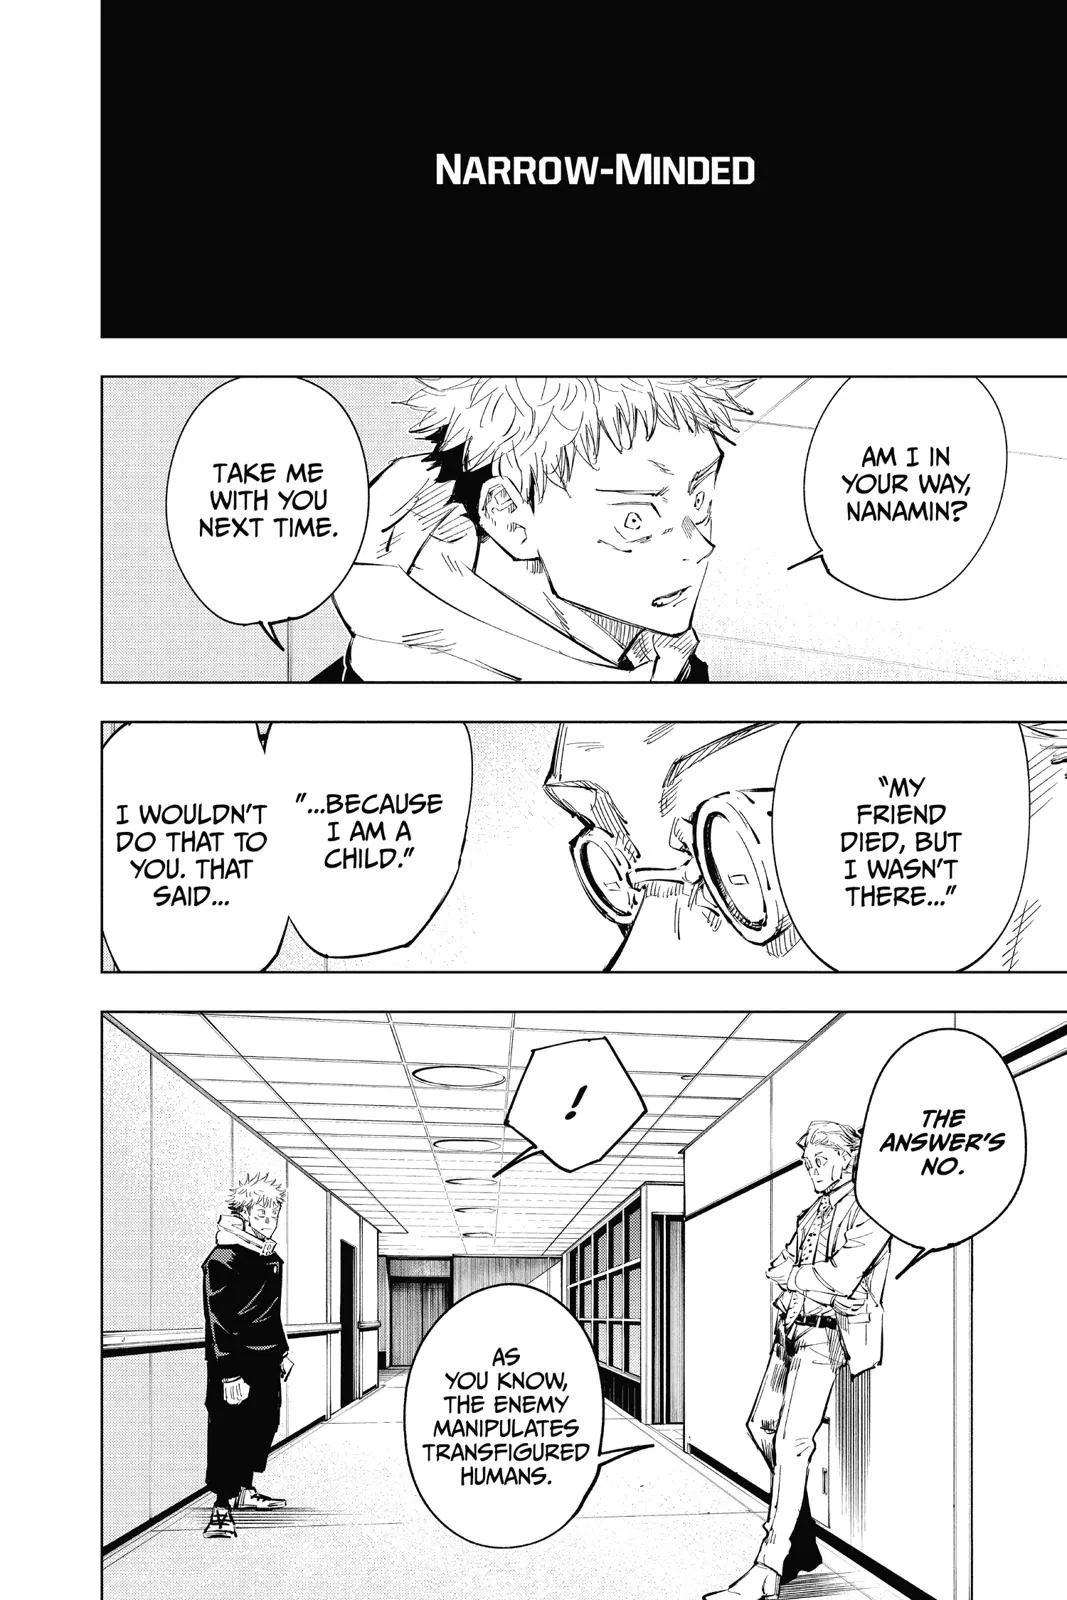 NARROW-MINDED
AM I IN
YOUR WAY,
NANAMIN?
TAKE ME
WITH YOU
NEXT TIME.
"MY
FRIEND
DIED, BUT
I WASN'T
THERE..."
"...BECAUSE
I AM A
CHILD."
I WOULDN'T
DO THAT TO
YOU. THAT
SAID...
THE
ANSWER'S
NO.
!
AS
YOU KNOW,
THE ENEMY
MANIPULATES
TRANSFIGURED
HUMANS.